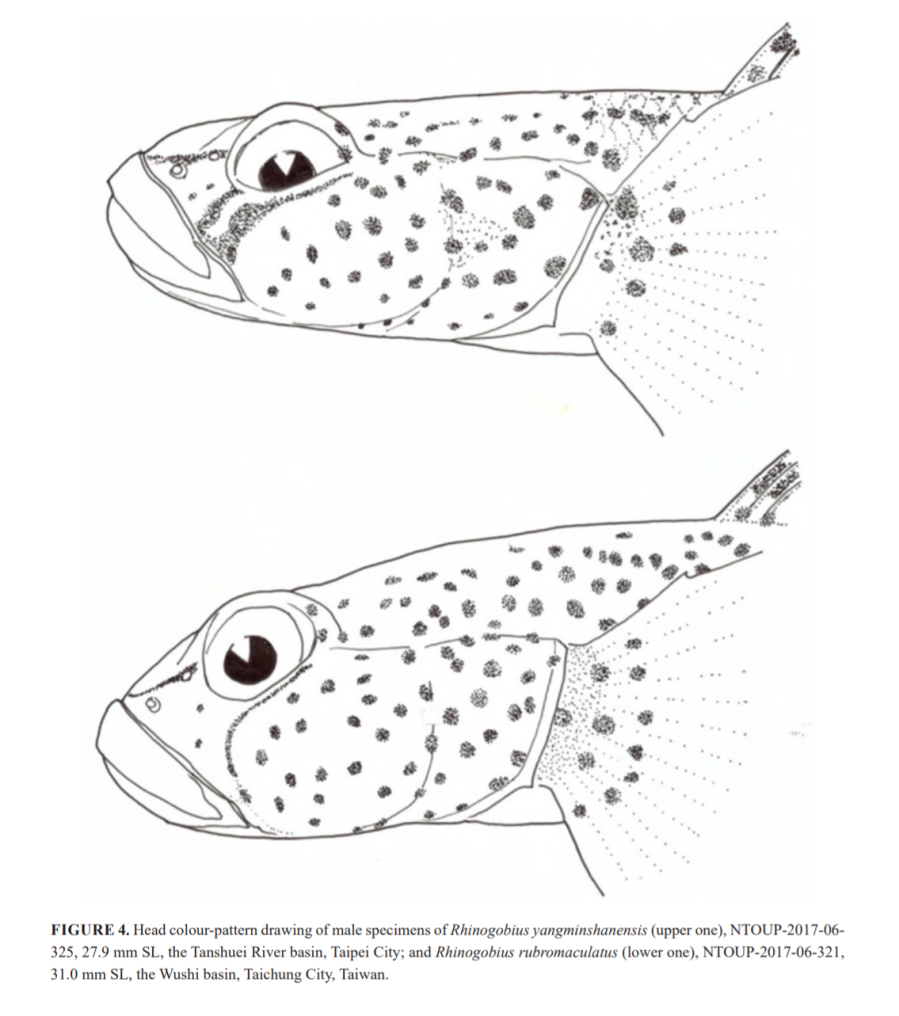 FIGURE 4. Head colour-pattern drawing of male specimens of Rhinogobius yangminshanensis (upper one), NTOUP-2017-06-
325, 27.9 mm SL, the Tanshuei River basin, Taipei City; and Rhinogobius rubromaculatus (lower one), NTOUP-2017-06-321,
31.0 mm SL, the Wushi basin, Taichung City, Taiwan.